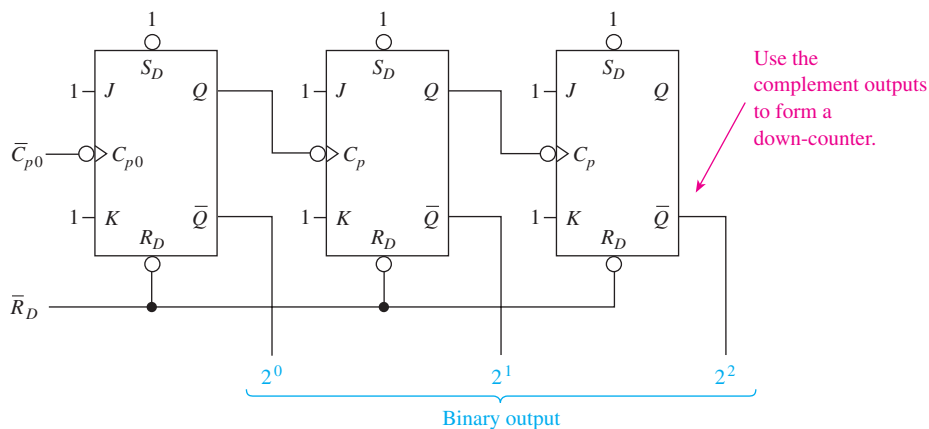 1 1 1
S_D S_D S_D
1 J Q 1 J Q 1 J Q
C̅_p0 C_p0 C_p C_p
1 K Q̅ 1 K Q̅ 1 K Q̅
R_D R_D R_D
R̅_D
Use the
complement outputs
to form a
down-counter.
2^0 2^1 2^2
Binary output